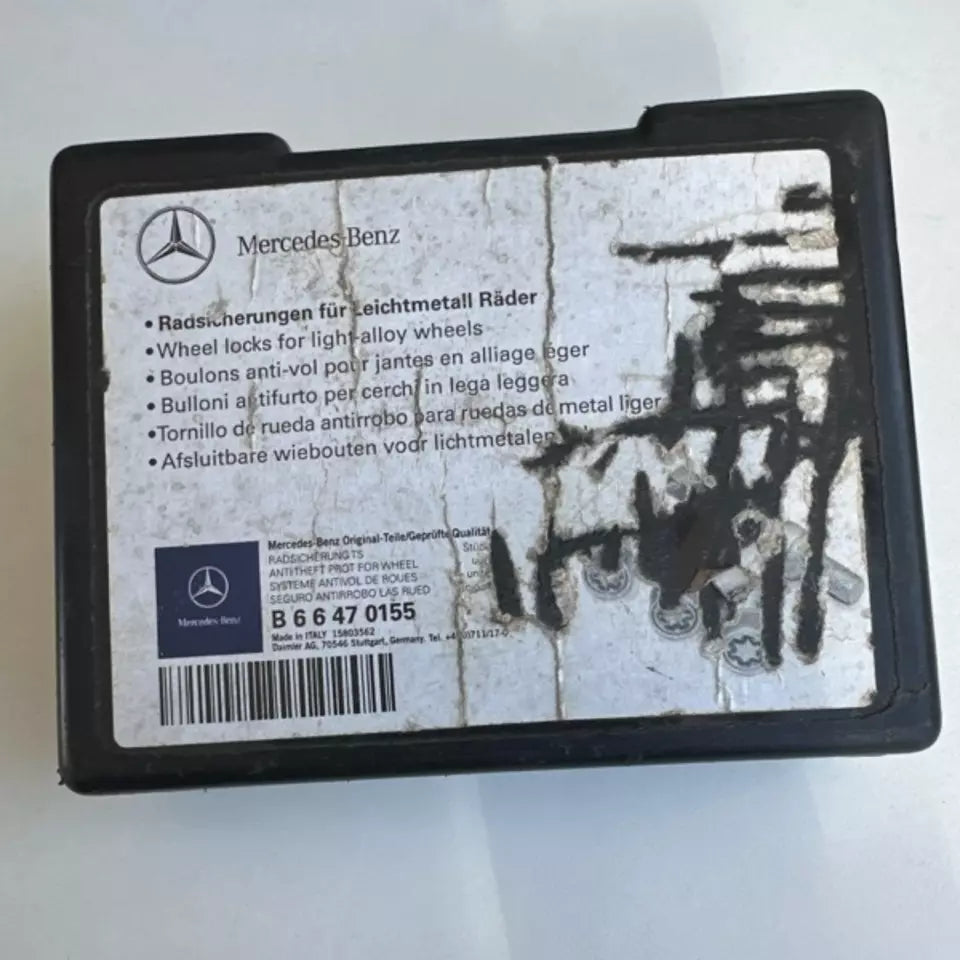 Mercedes-Benz
• Radsicherungen für Leichtmetall Räder
• Wheel locks for light-alloy wheels
• Boulons anti-vol pour jantes en alliage léger
• Bulloni antifurto per cerchi in lega leggera
• Tornillo de rueda antirrobo para ruedas de metal liger
• Afsluitbare wiebouten voor lichtmetalen
Mercedes-Benz Original-Teile/Geprüfte Qualität
RADSICHERUNG TS
ANTITHEFT PROT FOR WHEEL
SYSTEME ANTIVOL DE ROUES
SEGURO ANTIRROBO LAS RUED
B 6 6 47 0155
Made in ITALY 15803562
Daimler AG, 70546 Stuttgart, Germany. Tel.
Mercedes-Benz